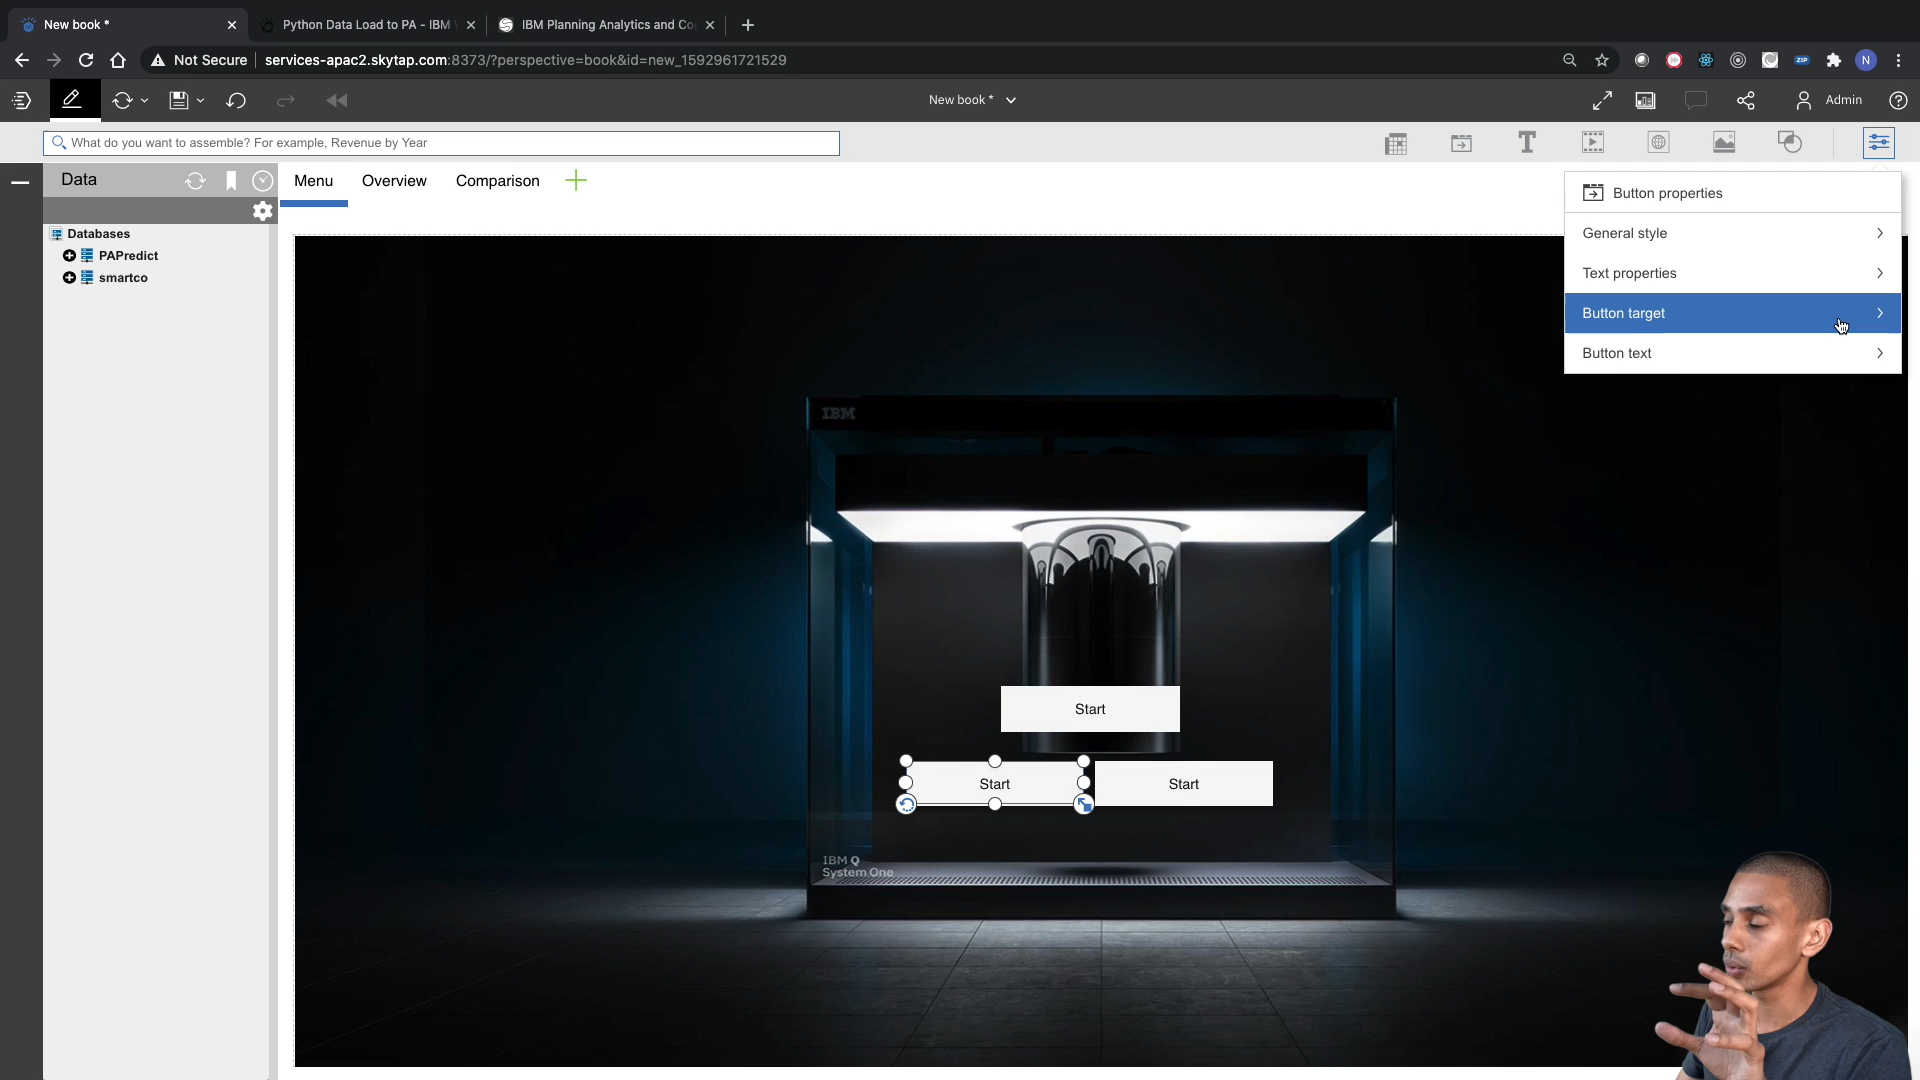 New book *
Python Data Load to PA - IBM
IBM Planning Analytics and Co
Not Secure
services-apac2.skytap.com:8373/?perspective=book&id=new_1592961721529
ZIP
N
New book *
Admin
What do you want to assemble? For example, Revenue by Year
Data
Menu
Overview
Comparison
Databases
PAPredict
smartco
Button properties
General style
Text properties
Button target
Button text
IBM
Start
Start
Start
IBM Q
System One